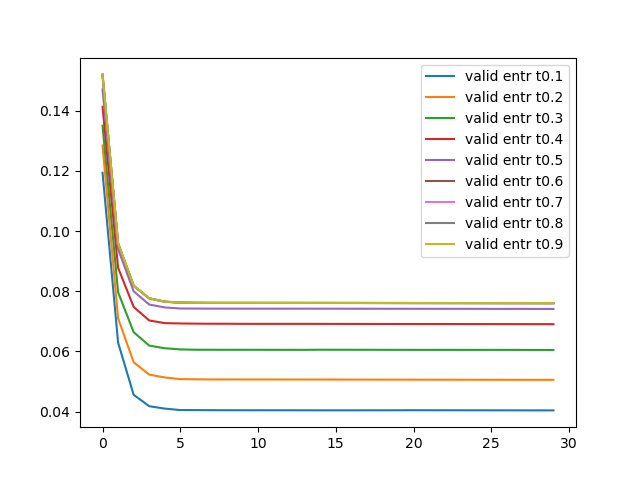 0.14
0.12
0.10
0.08
0.06
0.04
0
5
10
15
20
25
30
valid entr t0.1
valid entr t0.2
valid entr t0.3
valid entr t0.4
valid entr t0.5
valid entr t0.6
valid entr t0.7
valid entr t0.8
valid entr t0.9